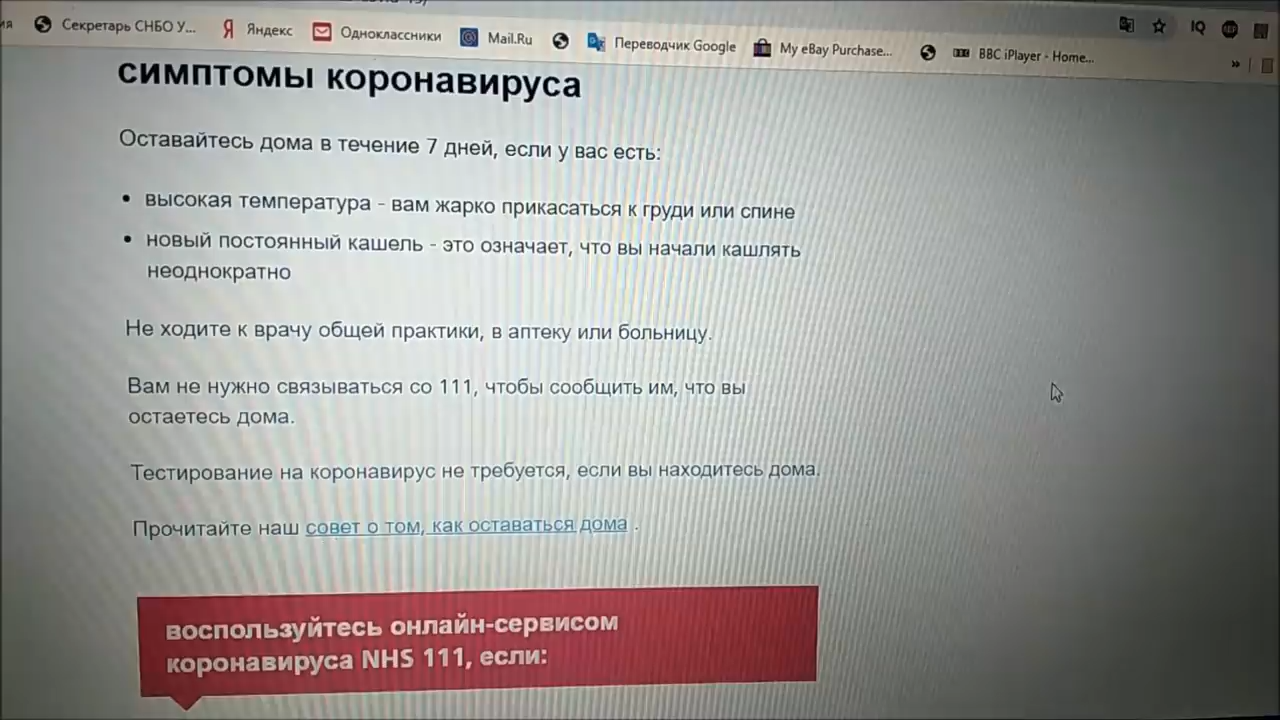 ия Секретарь СНБО У... Яндекс Одноклассники Mail.Ru Переводчик Google My eBay Purchase... BBC iPlayer - Home... »
IQ
симптомы коронавируса
Оставайтесь дома в течение 7 дней, если у вас есть:
• высокая температура - вам жарко прикасаться к груди или спине
• новый постоянный кашель - это означает, что вы начали кашлять
неоднократно
Не ходите к врачу общей практики, в аптеку или больницу.
Вам не нужно связываться со 111, чтобы сообщить им, что вы
остаетесь дома.
Тестирование на коронавирус не требуется, если вы находитесь дома.
Прочитайте наш совет о том, как оставаться дома .
воспользуйтесь онлайн-сервисом
коронавируса NHS 111, если: